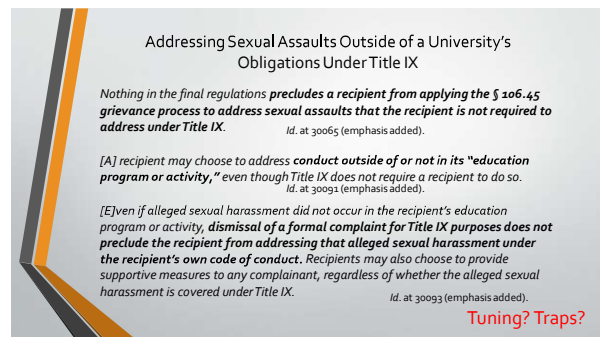 Addressing Sexual Assaults Outside of a University's
Obligations Under Title IX
Nothing in the final regulations precludes a recipient from applying the § 106.45
grievance process to address sexual assaults that the recipient is not required to
address under Title IX.
Id. at 30065 (emphasis added).
[A] recipient may choose to address conduct outside of or not in its “education
program or activity,” even though Title IX does not require a recipient to do so.
Id. at 30091 (emphasis added).
[E]ven if alleged sexual harassment did not occur in the recipient's education
program or activity, dismissal of a formal complaint for Title IX purposes does not
preclude the recipient from addressing that alleged sexual harassment under
the recipient's own code of conduct. Recipients may also choose to provide
supportive measures to any complainant, regardless of whether the alleged sexual
harassment is covered under Title IX.
Id. at 30093 (emphasis added).
Tuning? Traps?